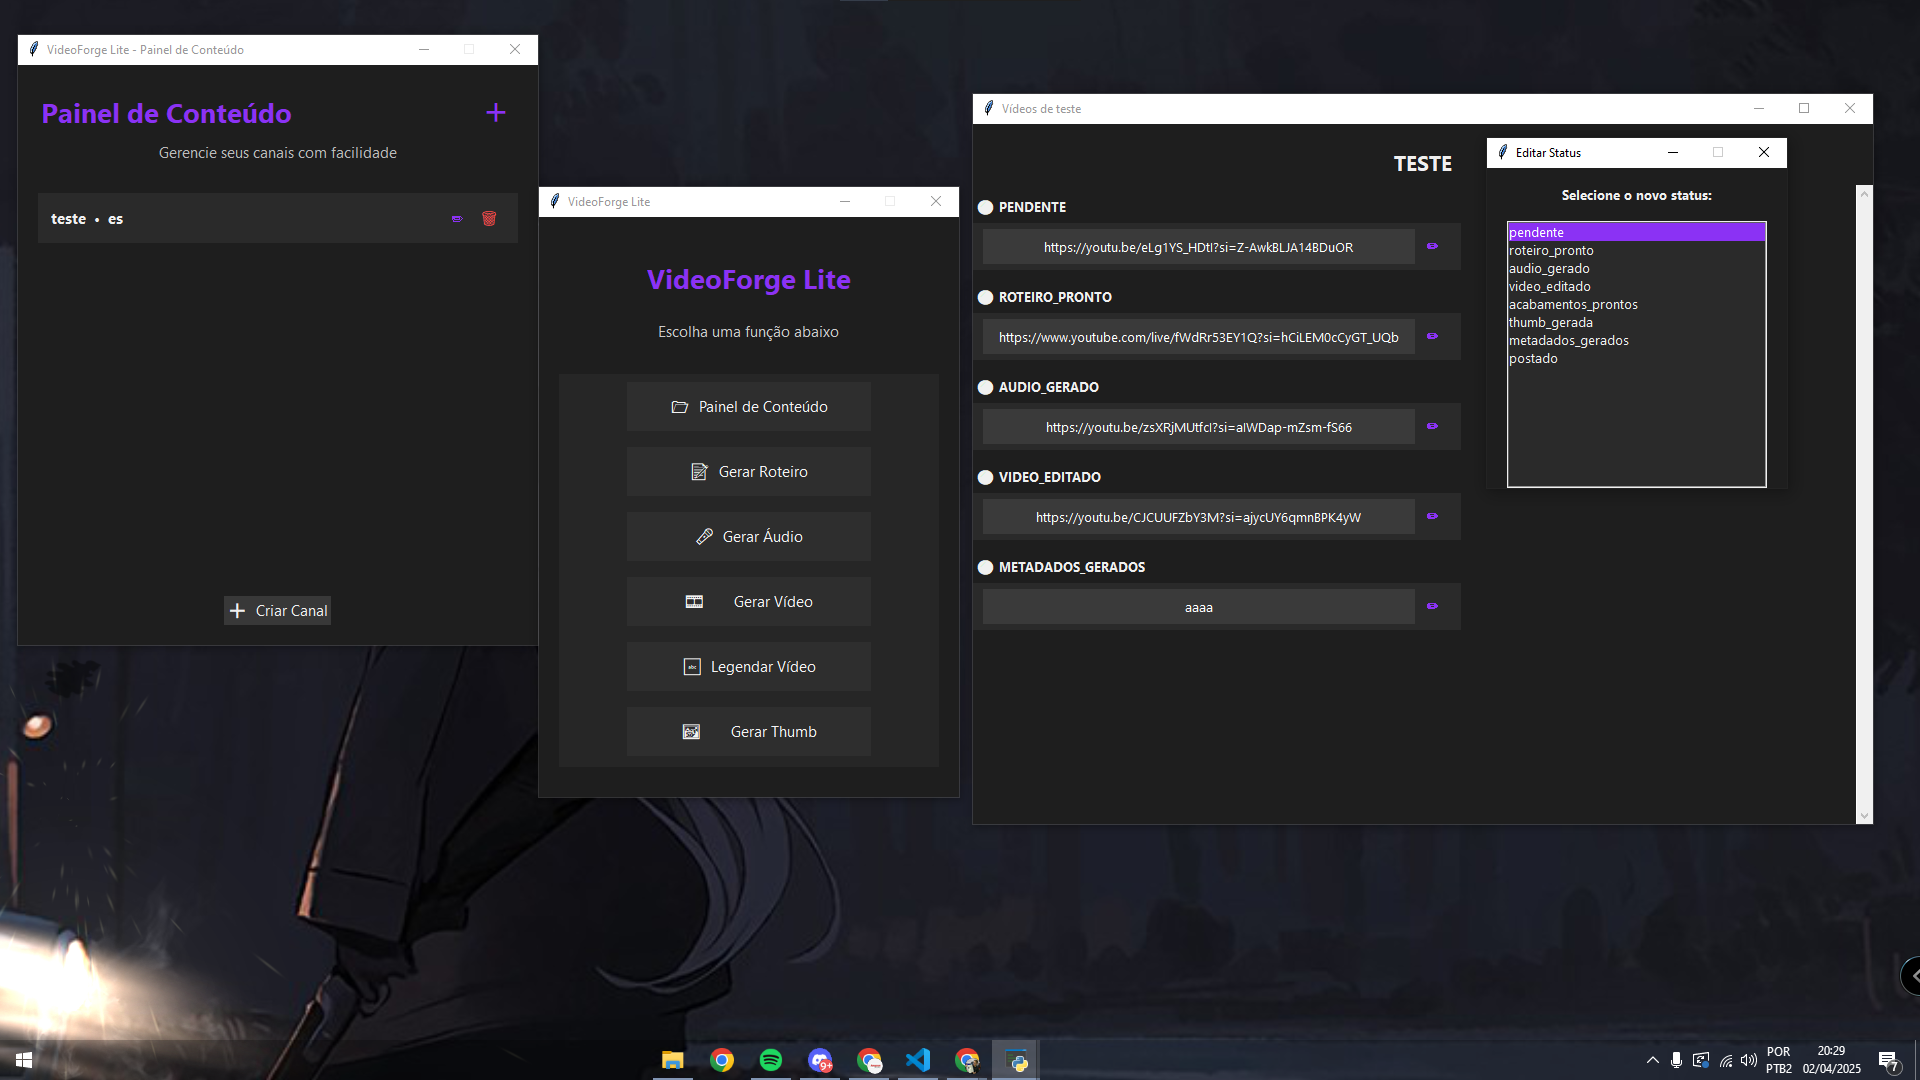 VideoForge Lite - Painel de Conteúdo
Painel de Conteúdo
Gerencie seus canais com facilidade
teste • es
Criar Canal
VideoForge Lite
VideoForge Lite
Escolha uma função abaixo
Painel de Conteúdo
Gerar Roteiro
Gerar Áudio
Gerar Vídeo
abc Legendar Vídeo
Gerar Thumb
Vídeos de teste
TESTE
PENDENTE
https://youtu.be/eLg1YS_HDtI?si=Z-AwkBLJA14BDuOR
ROTEIRO_PRONTO
https://www.youtube.com/live/fWdRr53EY1Q?si=hCiLEM0cCyGT_UQb
AUDIO_GERADO
https://youtu.be/zsXRjMUtfcI?si=aIWDap-mZsm-fS66
VIDEO_EDITADO
https://youtu.be/CJCUUFZbY3M?si=ajycUY6qmnBPK4yW
METADADOS_GERADOS
aaaa
Editar Status
Selecione o novo status:
pendente
roteiro_pronto
audio_gerado
video_editado
acabamentos_prontos
thumb_gerada
metadados_gerados
postado
9+
POR
PTB2
20:29
02/04/2025
7